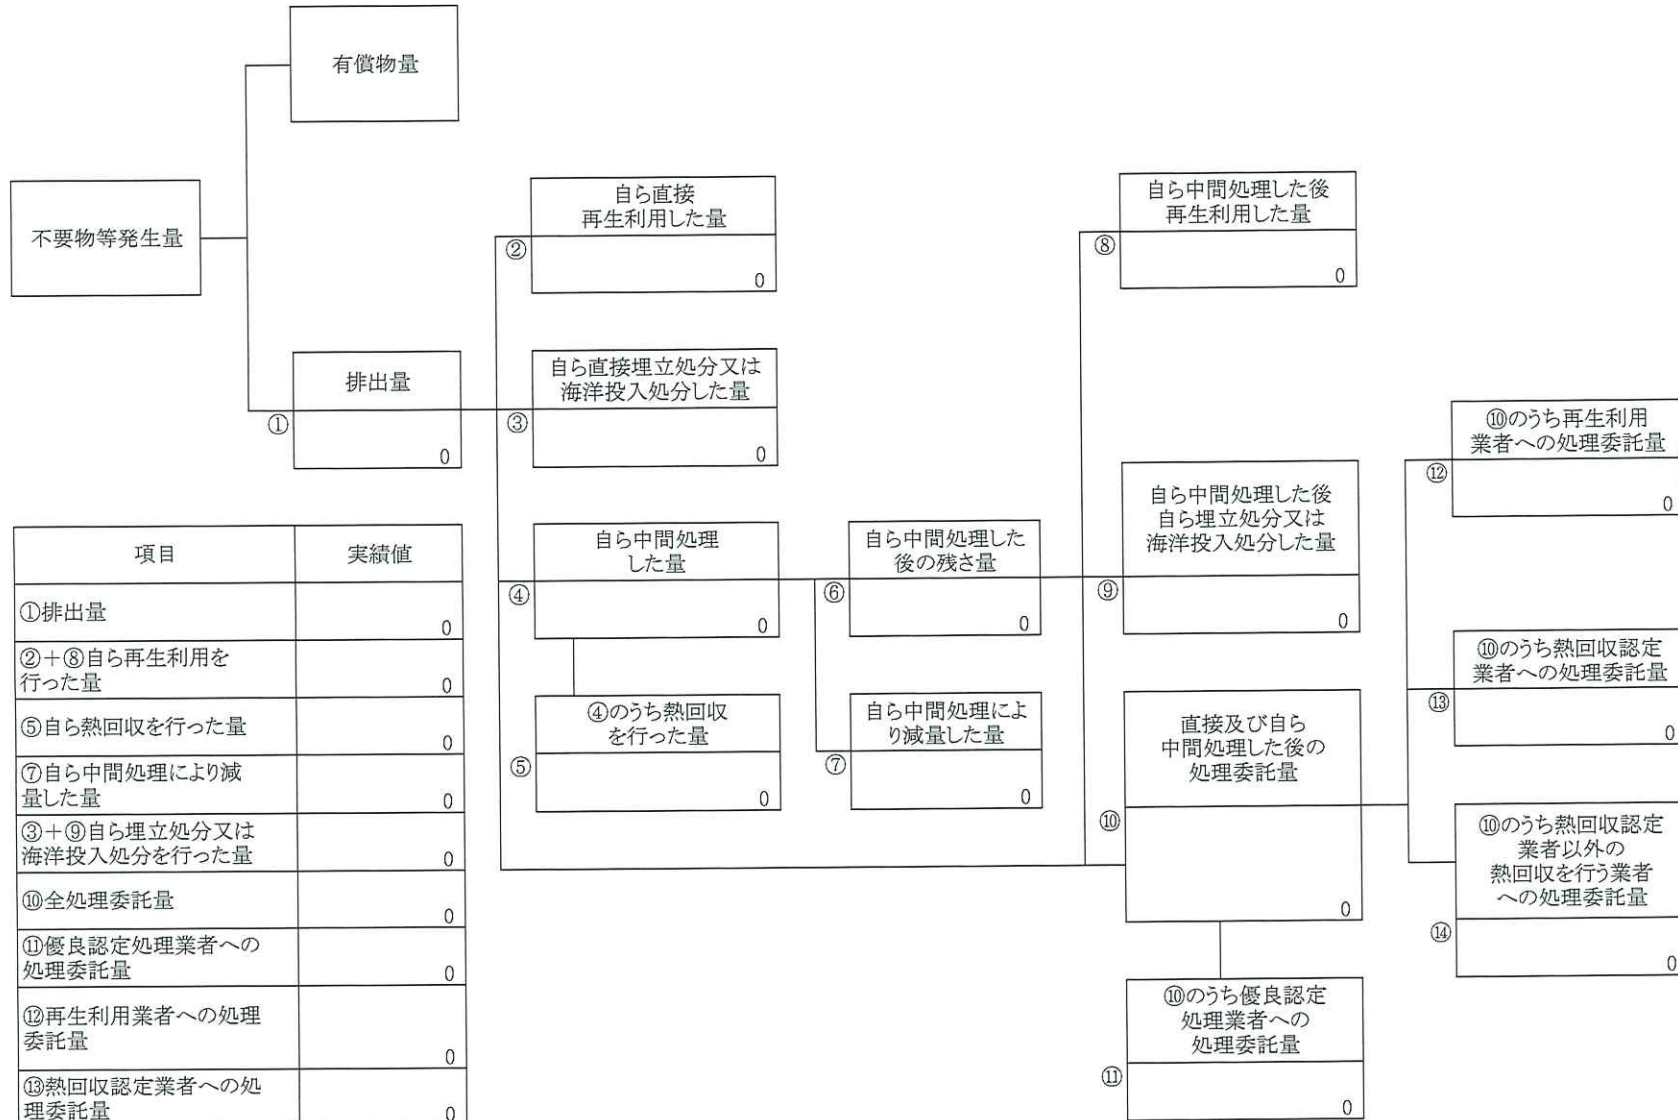 有償物量
不要物等発生量
排出量
①
0
自ら直接
再生利用した量
②
0
自ら直接埋立処分又は
海洋投入処分した量
③
0
自ら中間処理
した量
④
0
④のうち熱回収
を行った量
⑤
0
自ら中間処理した
後の残さ量
⑥
0
自ら中間処理によ
り減量した量
⑦
0
自ら中間処理した後
再生利用した量
⑧
0
自ら中間処理した後
自ら埋立処分又は
海洋投入処分した量
⑨
0
直接及び自ら
中間処理した後の
処理委託量
⑩
0
⑩のうち優良認定
処理業者への
処理委託量
⑪
0
⑩のうち再生利用
業者への処理委託量
⑫
0
⑩のうち熱回収認定
業者への処理委託量
⑬
0
⑩のうち熱回収認定
業者以外の
熱回収を行う業者
への処理委託量
⑭
0
項目 実績値
①排出量
0
②+⑧自ら再生利用を
行った量 0
⑤自ら熱回収を行った量
0
⑦自ら中間処理により減
量した量 0
③+⑨自ら埋立処分又は
海洋投入処分を行った量 0
⑩全処理委託量
0
⑪優良認定処理業者への
処理委託量 0
⑫再生利用業者への処理
委託量
0
⑬熱回収認定業者への処
理委託量 0